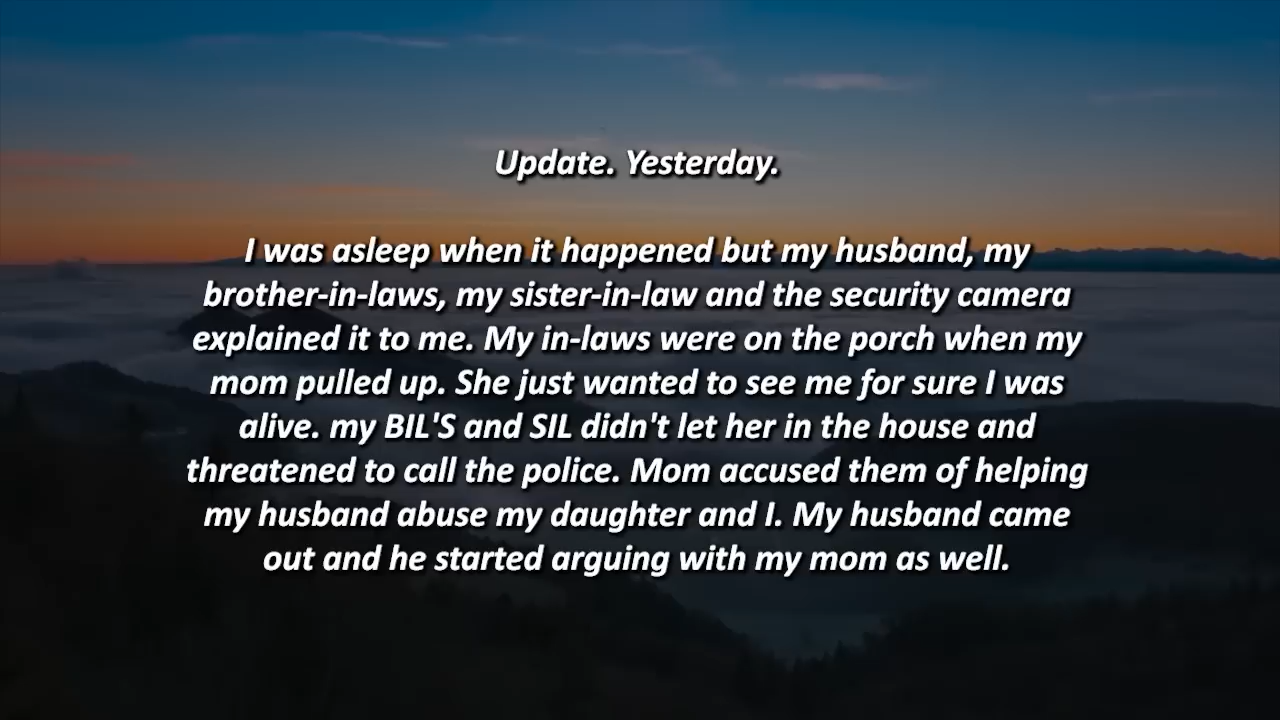 Update. Yesterday.
I was asleep when it happened but my husband, my
brother-in-laws, my sister-in-law and the security camera
explained it to me. My in-laws were on the porch when my
mom pulled up. She just wanted to see me for sure I was
alive. my BIL'S and SIL didn't let her in the house and
threatened to call the police. Mom accused them of helping
my husband abuse my daughter and I. My husband came
out and he started arguing with my mom as well.